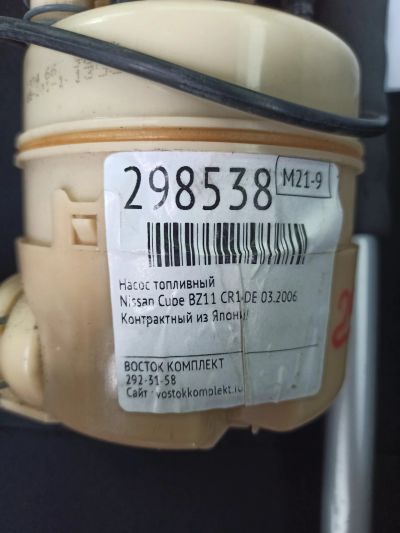 298538
M21-9
Насос топливный
Nissan Cube BZ11 CR14DE 03.2006
Контрактный из Японии
ВОСТОК КОМПЛЕКТ
292-31-58
Сайт: vostokkomplekt.ru